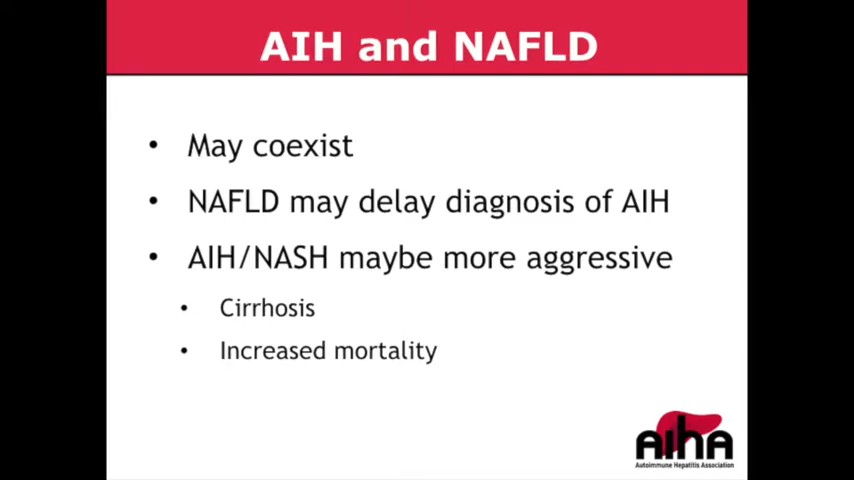 AIH and NAFLD
• May coexist
• NAFLD may delay diagnosis of AIH
• AIH/NASH maybe more aggressive
• Cirrhosis
• Increased mortality
AIHA
Autoimmune Hepatitis Association